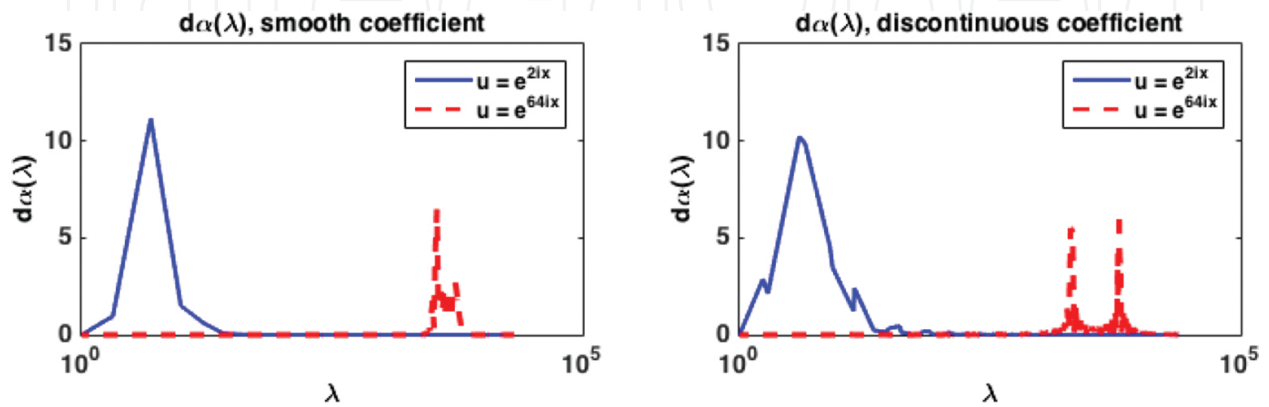 dα(λ), smooth coefficient
15
10
5
0
dα(λ)
u = e^2ix
u = e^64ix
10^0
10^5
λ
dα(λ), discontinuous coefficient
15
10
5
0
dα(λ)
u = e^2ix
u = e^64ix
10^0
10^5
λ